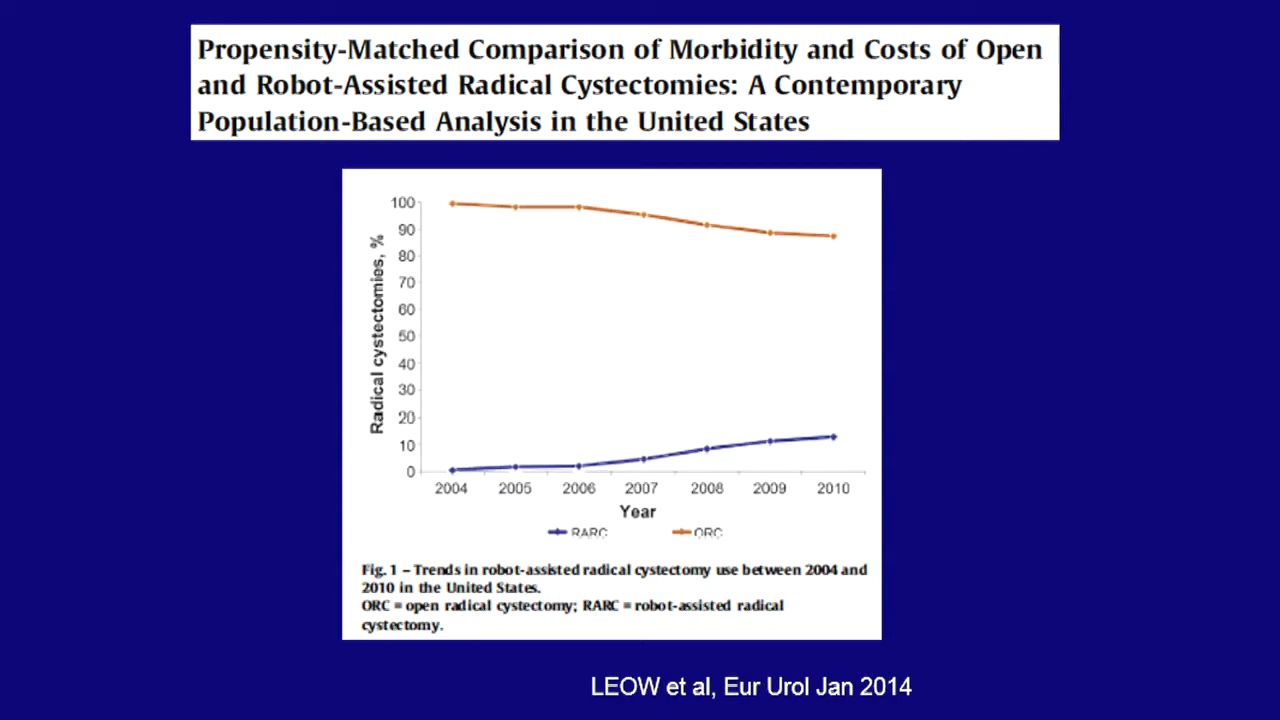 Propensity-Matched Comparison of Morbidity and Costs of Open
and Robot-Assisted Radical Cystectomies: A Contemporary
Population-Based Analysis in the United States
Radical cystectomies, %
100
90
80
70
60
50
40
30
20
10
0
2004 2005 2006 2007 2008 2009 2010
Year
RARC ORC
Fig. 1 – Trends in robot-assisted radical cystectomy use between 2004 and
2010 in the United States.
ORC = open radical cystectomy; RARC = robot-assisted radical
cystectomy.
LEOW et al, Eur Urol Jan 2014